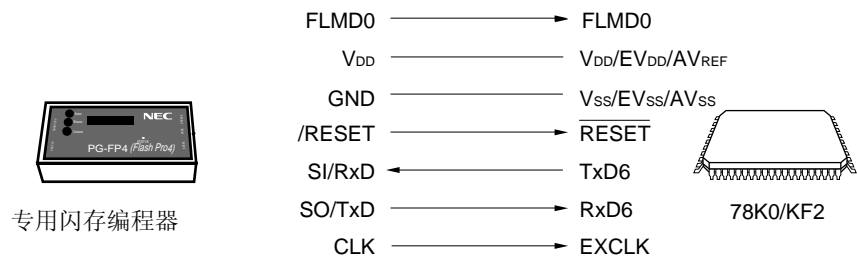 FLMD0 FLMD0
VDD VDD/EVDD/AVREF
GND VSS/EVSS/AVSS
/RESET RESET
SI/RxD TxD6
SO/TxD RxD6
CLK EXCLK
NEC
PG-FP4 (Flash Pro4)
专用闪存编程器
78K0/KF2